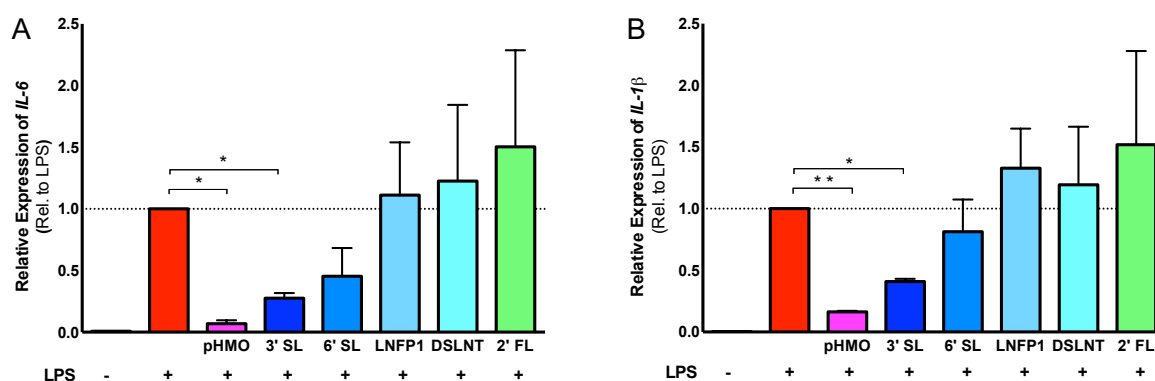 A
Relative Expression of IL-6
(Rel. to LPS)
2.5
2.0
1.5
1.0
0.5
0.0
*
*
pHMO 3' SL 6' SL LNFP1 DSLNT 2' FL
LPS - + + + + + + +
B
Relative Expression of IL-1β
(Rel. to LPS)
2.5
2.0
1.5
1.0
0.5
0.0
*
* *
pHMO 3' SL 6' SL LNFP1 DSLNT 2' FL
LPS - + + + + + + +